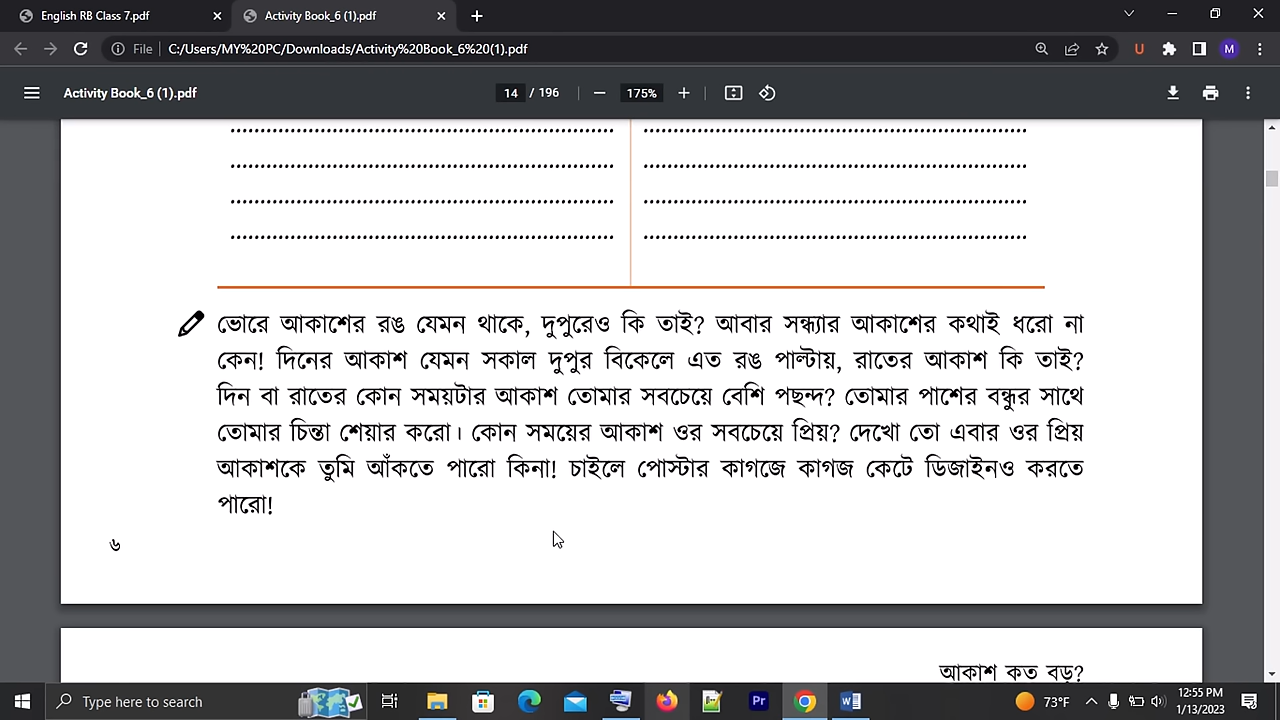 English RB Class 7.pdf
Activity Book_6 (1).pdf
File C:/Users/MY%20PC/Downloads/Activity%20Book_6%20(1).pdf
U
M
Activity Book_6 (1).pdf
14 / 196
175%
ভোরে আকাশের রঙ যেমন থাকে, দুপুরেও কি তাই? আবার সন্ধ্যার আকাশের কথাই ধরো না
কেন! দিনের আকাশ যেমন সকাল দুপুর বিকেলে এত রঙ পাল্টায়, রাতের আকাশ কি তাই?
দিন বা রাতের কোন সময়টার আকাশ তোমার সবচেয়ে বেশি পছন্দ? তোমার পাশের বন্ধুর সাথে
তোমার চিন্তা শেয়ার করো। কোন সময়ের আকাশ ওর সবচেয়ে প্রিয়? দেখো তো এবার ওর প্রিয়
আকাশকে তুমি আঁকতে পারো কিনা! চাইলে পোস্টার কাগজে কাগজ কেটে ডিজাইনও করতে
পারো!
৬
আকাশ কত বড়?
Type here to search
Pr
73°F
12:55 PM
1/13/2023